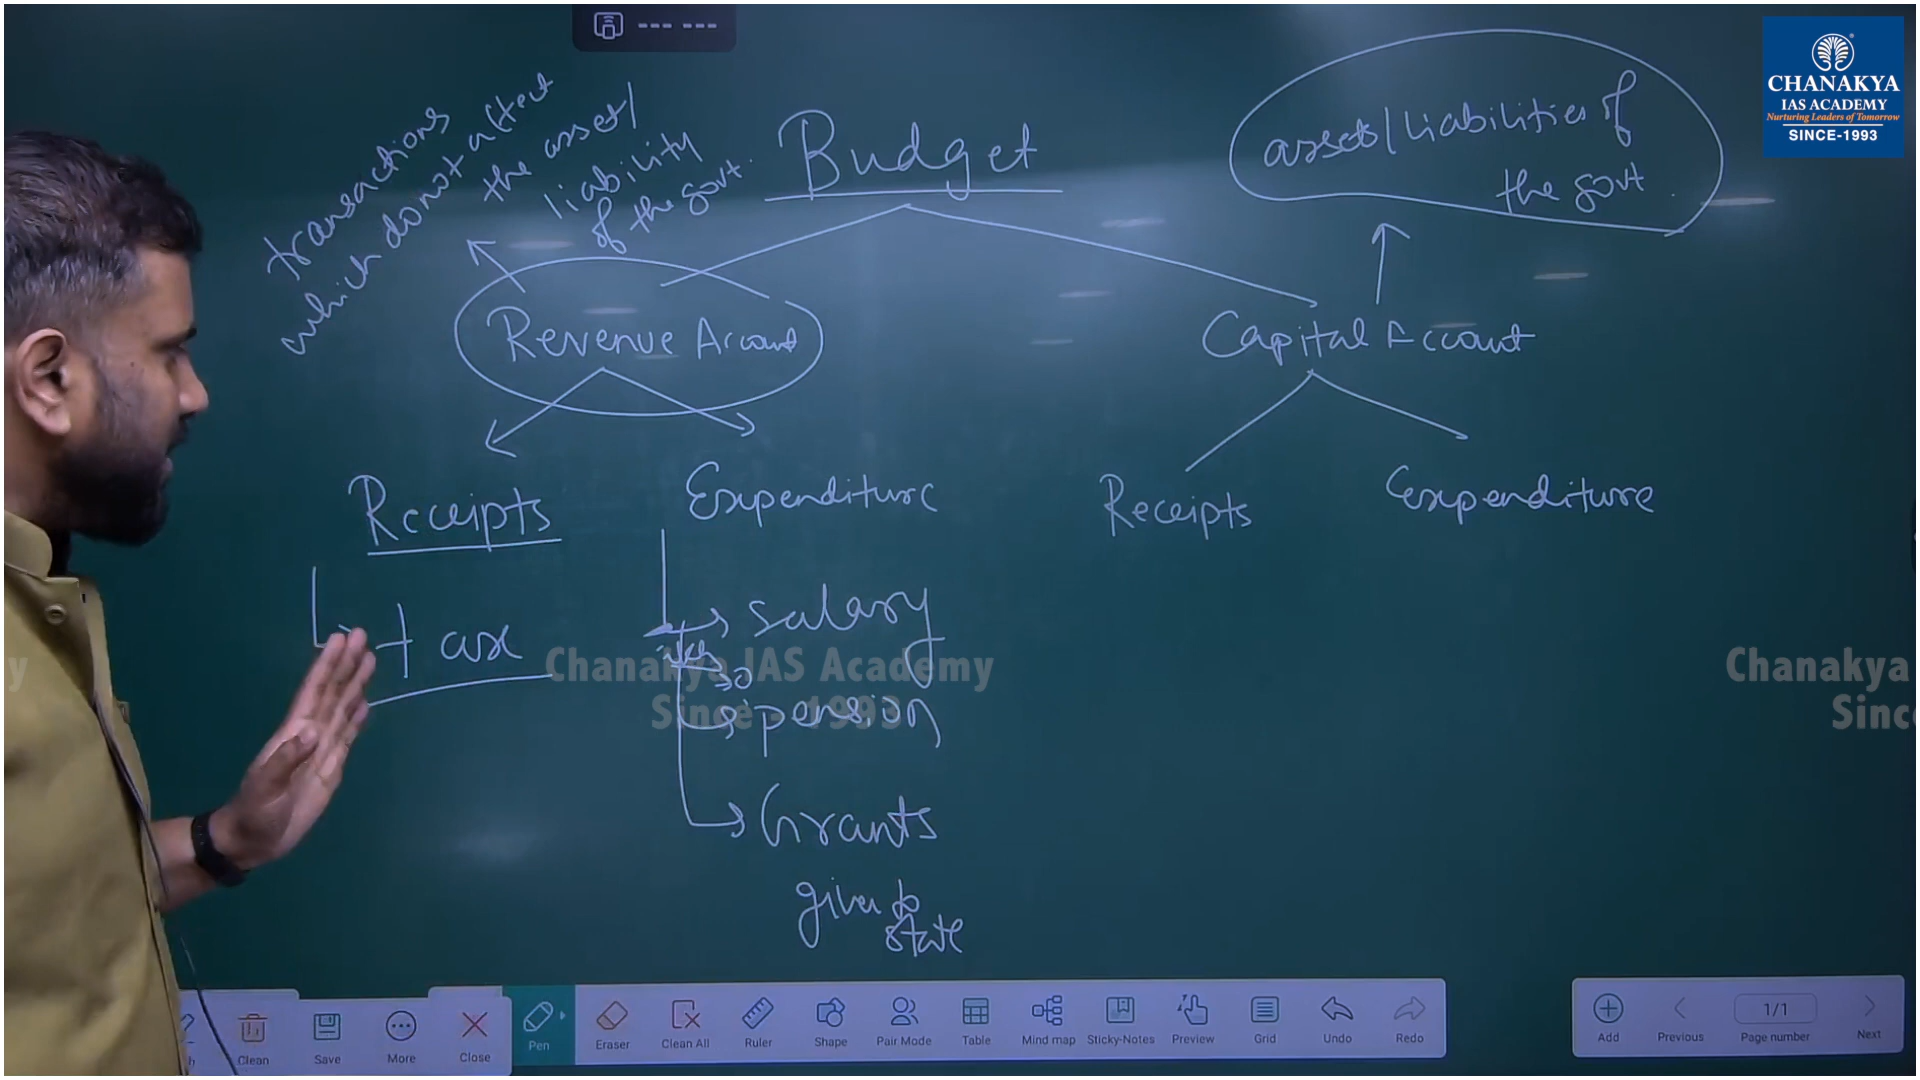 transactions
which do not affect
the asset/
liability
of the govt.
Budget
assets/liabilities of
the govt.
CHANAKYA
IAS ACADEMY
Nurturing Leaders of Tomorrow
SINCE-1993
Revenue Account
Capital Account
Receipts
Expenditure
Receipts
Expenditure
tax
salary
pension
Grants
given to
state
Chanakya IAS Academy
Since - 1993
Chanakya
Sinc
y
Clean
Save
More
Close
Pen
Eraser
Clean All
Ruler
Shape
Pair Mode
Table
Mind map
Sticky-Notes
Preview
Grid
Undo
Redo
Add
Previous
1/1
Page number
Next